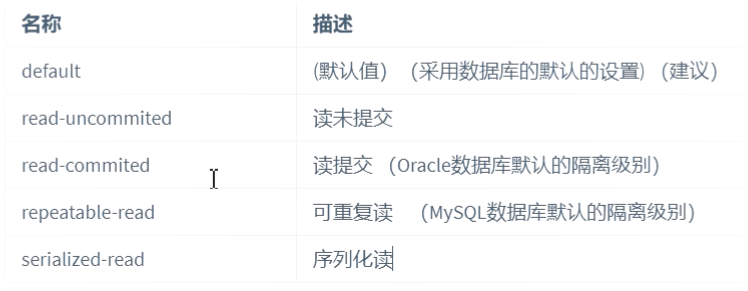 名称 描述
default (默认值) （采用数据库的默认的设置）（建议）
read-uncommited 读未提交
read-commited 读提交 （Oracle数据库默认的隔离级别）
repeatable-read 可重复读 （MySQL数据库默认的隔离级别）
serialized-read 序列化读